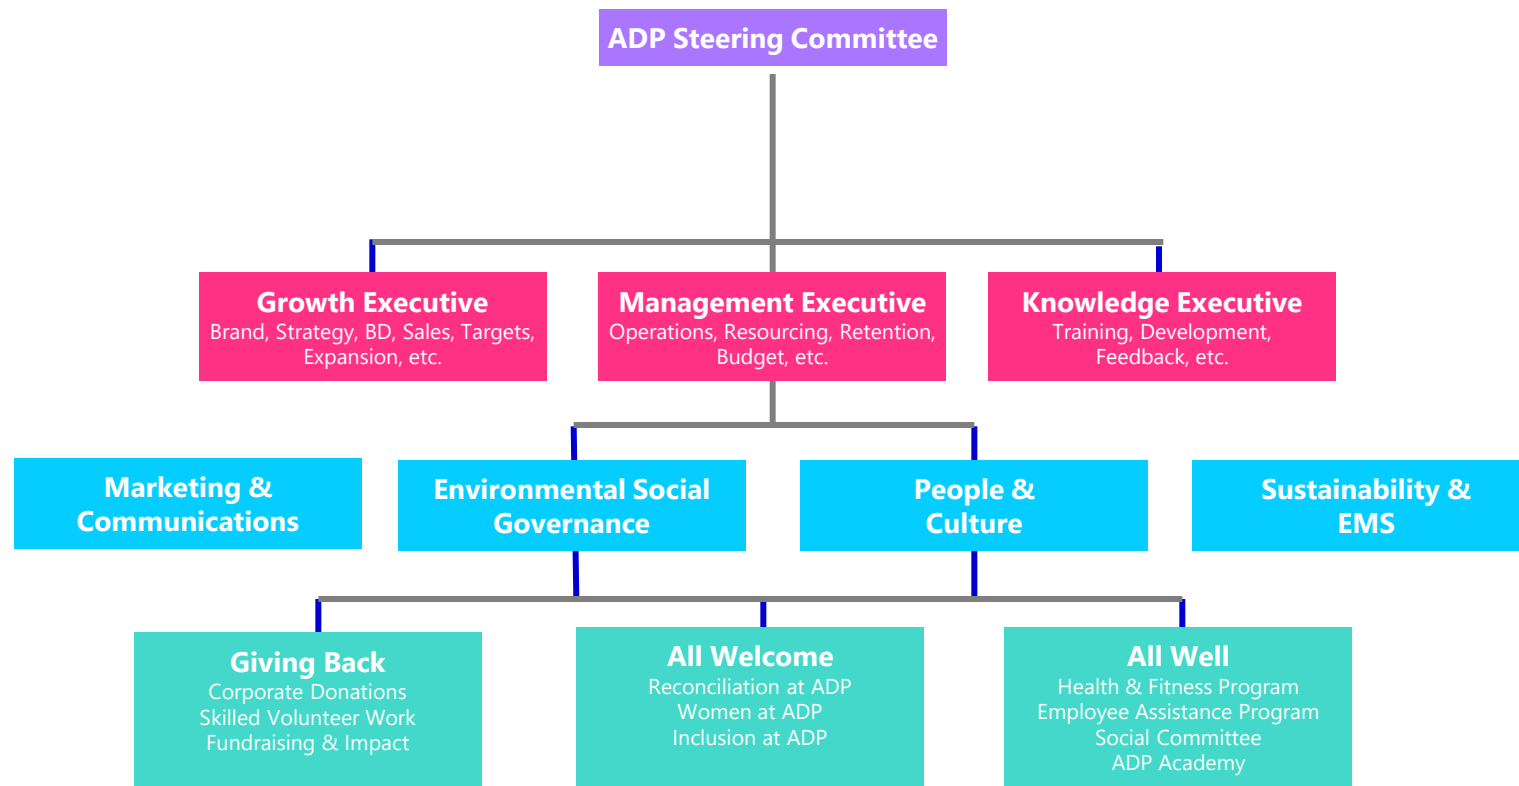 ADP Steering Committee
Growth Executive
Brand, Strategy, BD, Sales, Targets,
Expansion, etc.
Management Executive
Operations, Resourcing, Retention,
Budget, etc.
Knowledge Executive
Training, Development,
Feedback, etc.
Marketing &
Communications
Environmental Social
Governance
People &
Culture
Sustainability &
EMS
Giving Back
Corporate Donations
Skilled Volunteer Work
Fundraising & Impact
All Welcome
Reconciliation at ADP
Women at ADP
Inclusion at ADP
All Well
Health & Fitness Program
Employee Assistance Program
Social Committee
ADP Academy